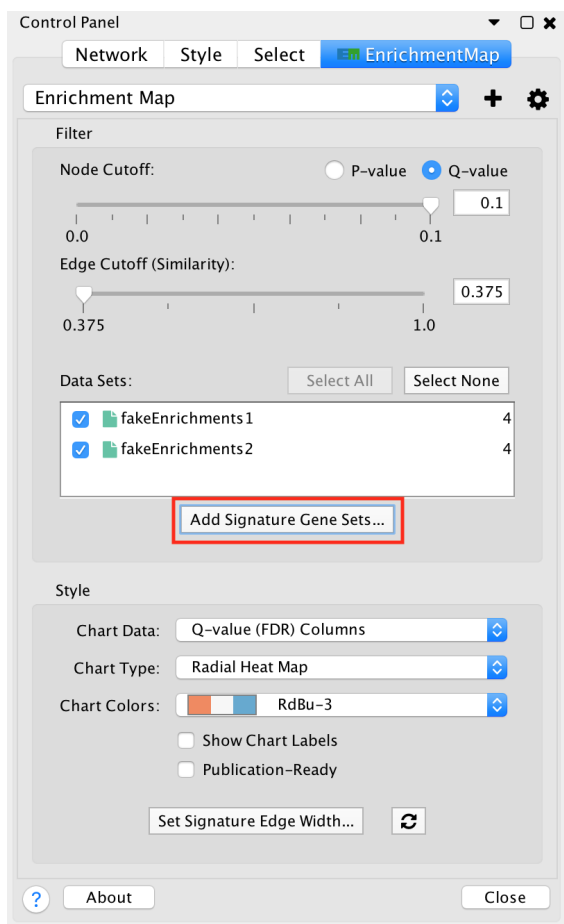 Control Panel
Network Style Select EM EnrichmentMap
Enrichment Map
Filter
Node Cutoff: P-value Q-value
0.1
0.0 0.1
Edge Cutoff (Similarity):
0.375
0.375 1.0
Data Sets: Select All Select None
fakeEnrichments1 4
fakeEnrichments2 4
Add Signature Gene Sets...
Style
Chart Data: Q-value (FDR) Columns
Chart Type: Radial Heat Map
Chart Colors: RdBu-3
Show Chart Labels
Publication-Ready
Set Signature Edge Width...
? About Close